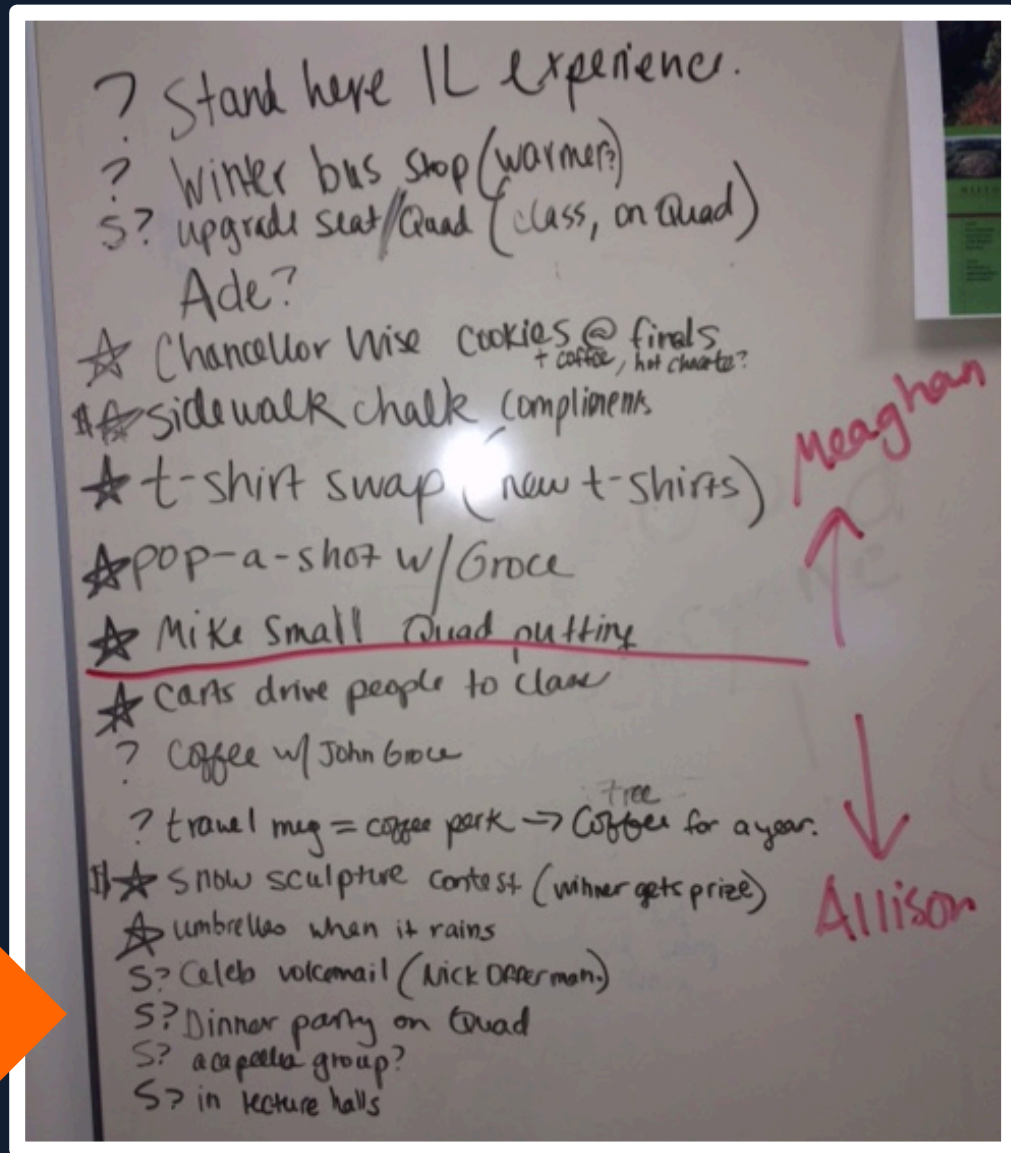 ? Stand here IL experience.
? Winter bus stop (warmer?)
S? upgrade seat//Quad (class, on Quad)
Ade?
☆ Chancellor Wise cookies @ finals
+ coffee, hot chocolate?
$☆ sidewalk chalk compliments
★ t-shirt swap (new t-shirts)
★ pop-a-shot w/ Groce
★ Mike Small Quad putting
★ carts drive people to class
? Coffee w/ John Groce
? travel mug = coffee perk → free Coffee for a year.
$★ snow sculpture contest (winner gets prize)
☆ umbrellas when it rains
S? Celeb voicemail (Nick Offerman.)
S? Dinner party on Quad
S? acapella group?
S? in lecture halls
Meaghan
Allison